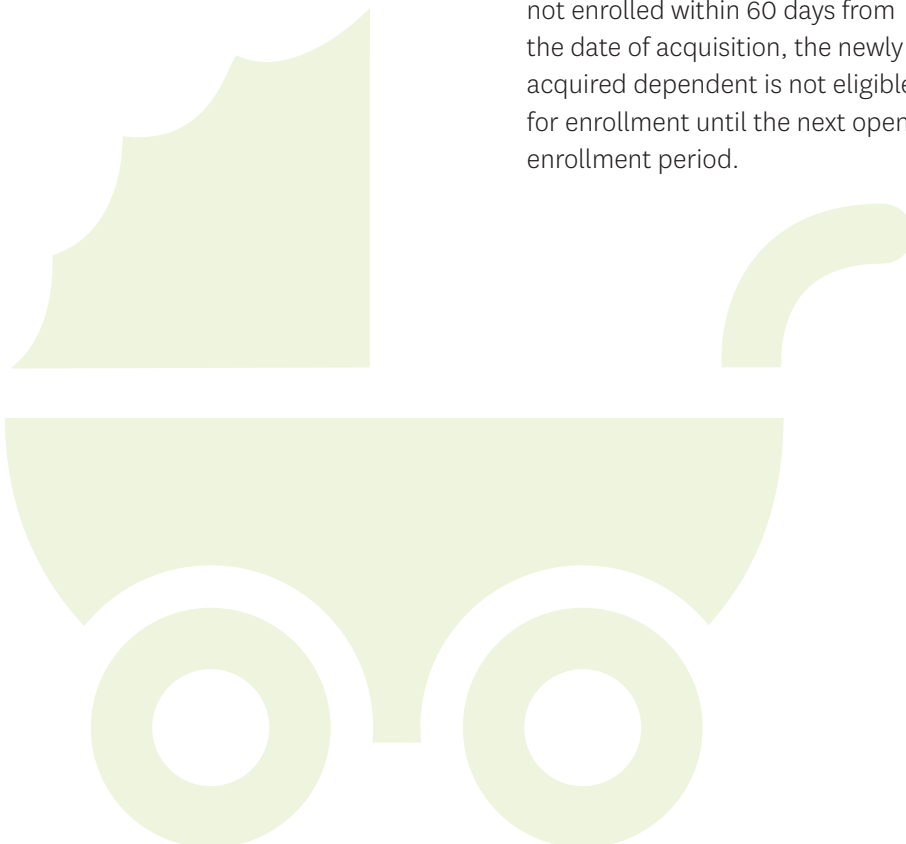 not enrolled within 60 days from
the date of acquisition, the newly
acquired dependent is not eligible
for enrollment until the next open
enrollment period.